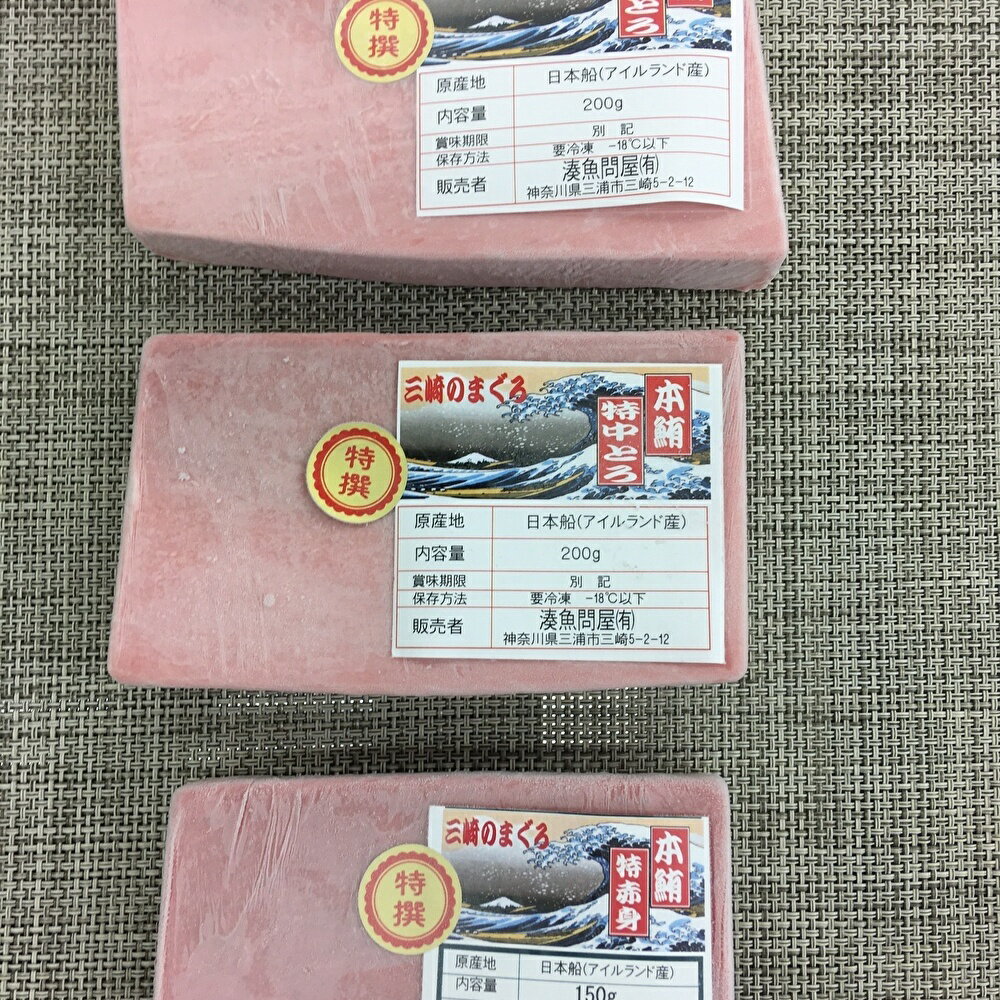 特撰
とろ
原産地 日本船(アイルランド産)
内容量 200g
賞味期限 別 記
保存方法 要冷凍 -18℃以下
販売者 湊魚問屋㈲
神奈川県三浦市三崎5-2-12
三崎のまぐろ
本鮪
特中とろ
特撰
原産地 日本船(アイルランド産)
内容量 200g
賞味期限 別 記
保存方法 要冷凍 -18℃以下
販売者 湊魚問屋㈲
神奈川県三浦市三崎5-2-12
三崎のまぐろ
本鮪
特赤身
特撰
原産地 日本船(アイルランド産)
内容量 150g